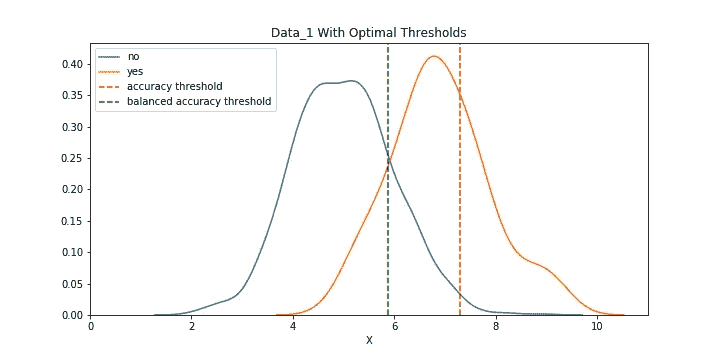 Data_1 With Optimal Thresholds
no
yes
accuracy threshold
balanced accuracy threshold
0.40
0.35
0.30
0.25
0.20
0.15
0.10
0.05
0.00
0 2 4 6 8 10
X